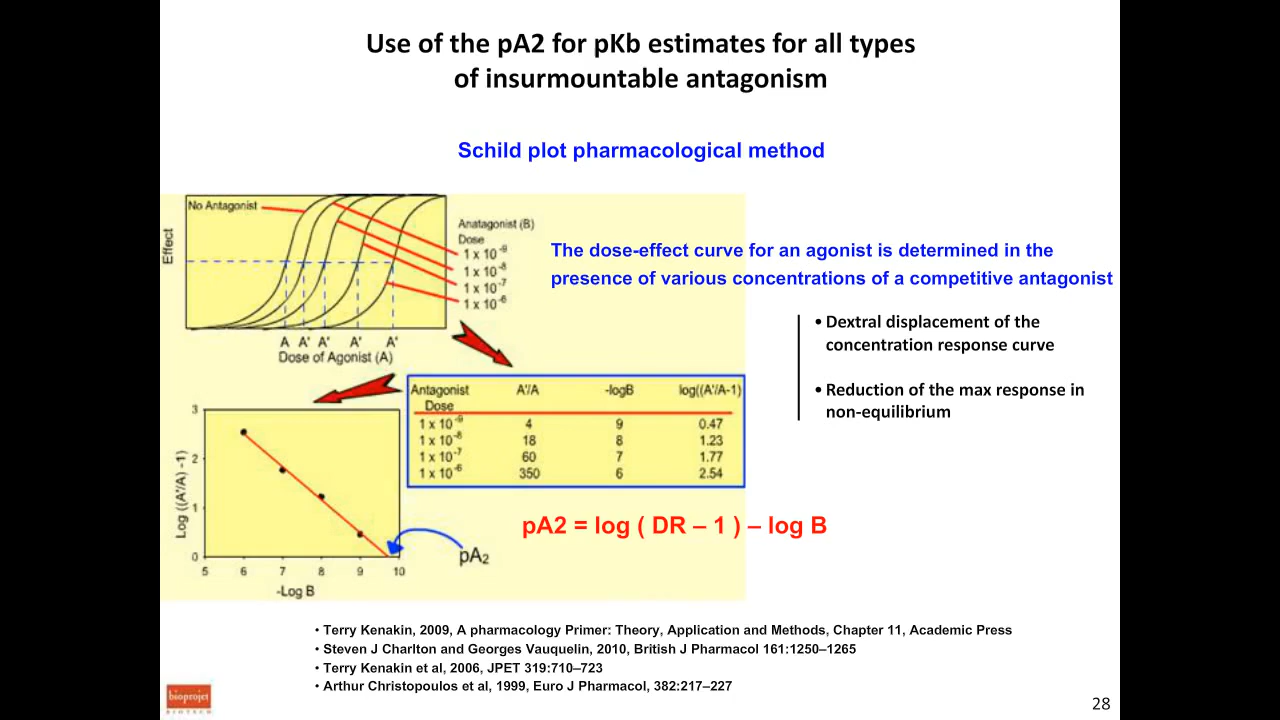 Use of the pA2 for pKb estimates for all types
of insurmountable antagonism
Schild plot pharmacological method
No Antagonist
Effect
Anatagonist (B)
Dose
1 x 10⁻⁹
1 x 10⁻⁸
1 x 10⁻⁷
1 x 10⁻⁶
A A' A' A' A'
Dose of Agonist (A)
The dose-effect curve for an agonist is determined in the
presence of various concentrations of a competitive antagonist
• Dextral displacement of the
concentration response curve
• Reduction of the max response in
non-equilibrium
Antagonist A'/A -logB log((A'/A-1)
Dose
1 x 10⁻⁹ 4 9 0.47
1 x 10⁻⁸ 18 8 1.23
1 x 10⁻⁷ 60 7 1.77
1 x 10⁻⁶ 350 6 2.54
Log ((A'/A) -1)
3
2
1
0
5 6 7 8 9 10
-Log B
pA₂
pA2 = log ( DR – 1 ) – log B
• Terry Kenakin, 2009, A pharmacology Primer: Theory, Application and Methods, Chapter 11, Academic Press
• Steven J Charlton and Georges Vauquelin, 2010, British J Pharmacol 161:1250–1265
• Terry Kenakin et al, 2006, JPET 319:710–723
• Arthur Christopoulos et al, 1999, Euro J Pharmacol, 382:217–227
bioprojet
BIOTECH
28